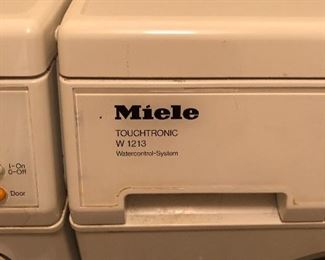 Miele
TOUCHTRONIC
W 1213
Watercontrol-System
I-On
0-Off
Door